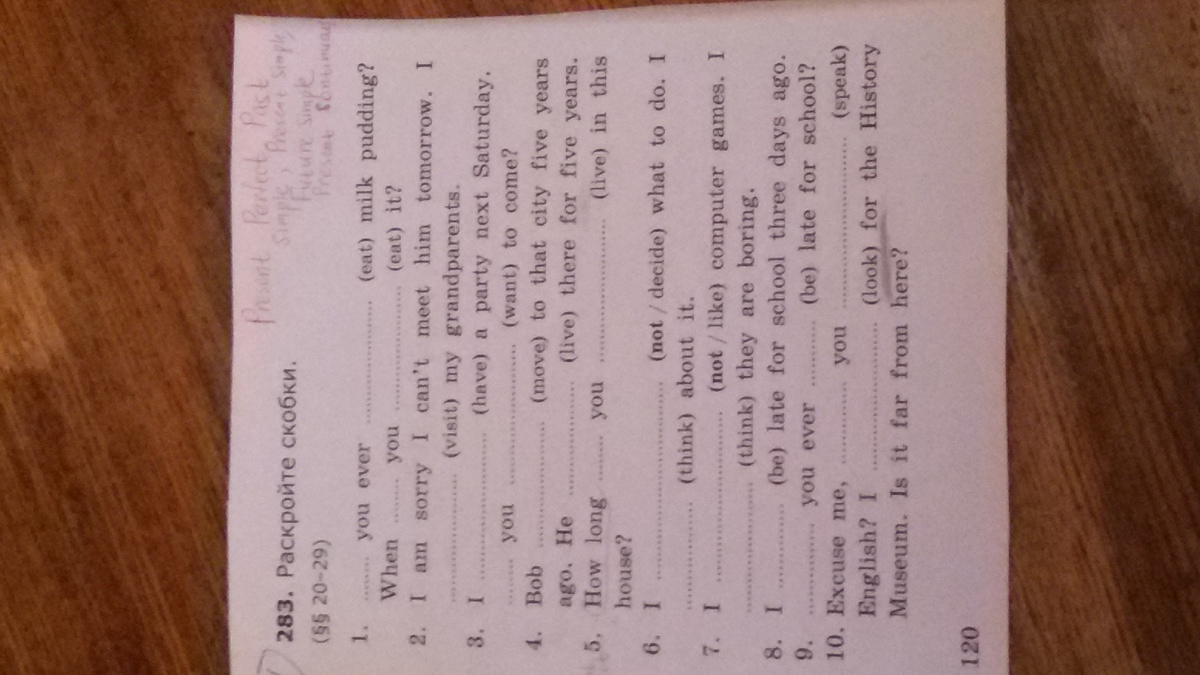 Present Perfect, Past
simple, Present simple,
Future simple
Present Continuous
283. Раскройте скобки.
(§§ 20–29)
1. ........ you ever .................. (eat) milk pudding?
When ....... you .................. (eat) it?
2. I am sorry I can't meet him tomorrow. I
.................. (visit) my grandparents.
3. I .................. (have) a party next Saturday.
........ you .................. (want) to come?
4. Bob .................. (move) to that city five years
ago. He .................. (live) there for five years.
5. How long ........ you .................. (live) in this
house?
6. I .......................... (not / decide) what to do. I
.................. (think) about it.
7. I .......................... (not / like) computer games. I
.................. (think) they are boring.
8. I .............. (be) late for school three days ago.
9. .............. you ever .......... (be) late for school?
10. Excuse me, ............ you ...................... (speak)
English? I .................. (look) for the History
Museum. Is it far from here?
120